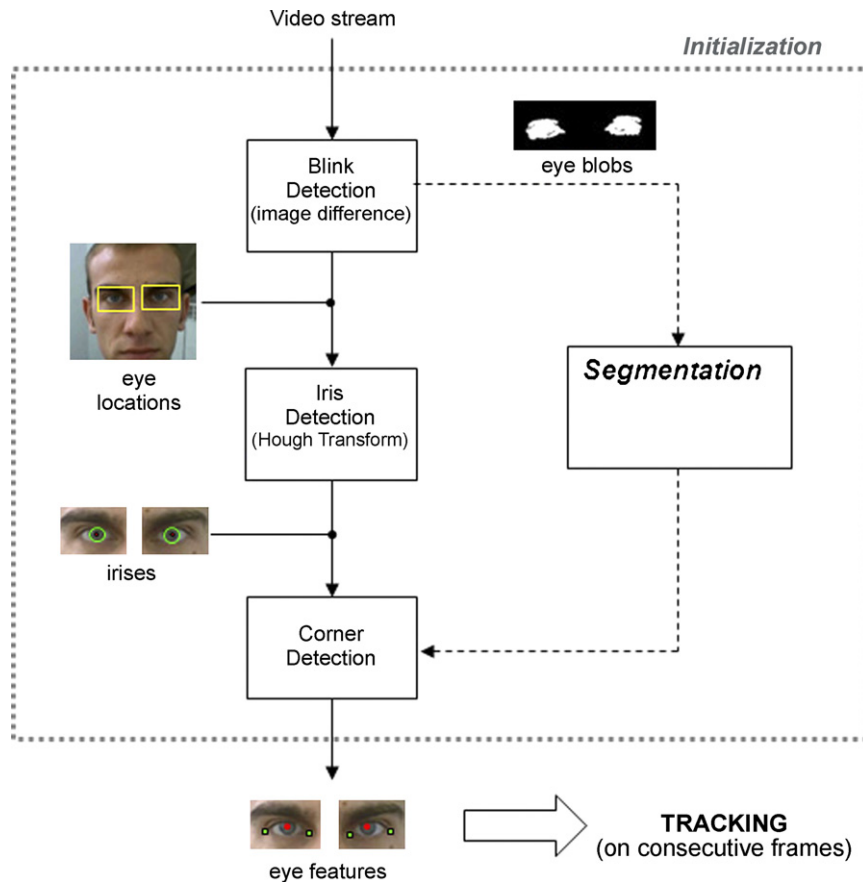 Video stream
Initialization
Blink
Detection
(image difference)
eye blobs
eye
locations
Iris
Detection
(Hough Transform)
Segmentation
irises
Corner
Detection
eye features
TRACKING
(on consecutive frames)